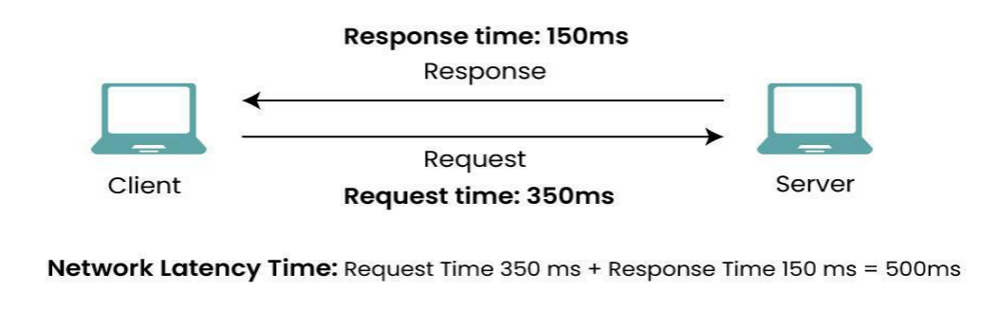 Response time: 150ms
Response
Request
Request time: 350ms
Client
Server
Network Latency Time: Request Time 350 ms + Response Time 150 ms = 500ms